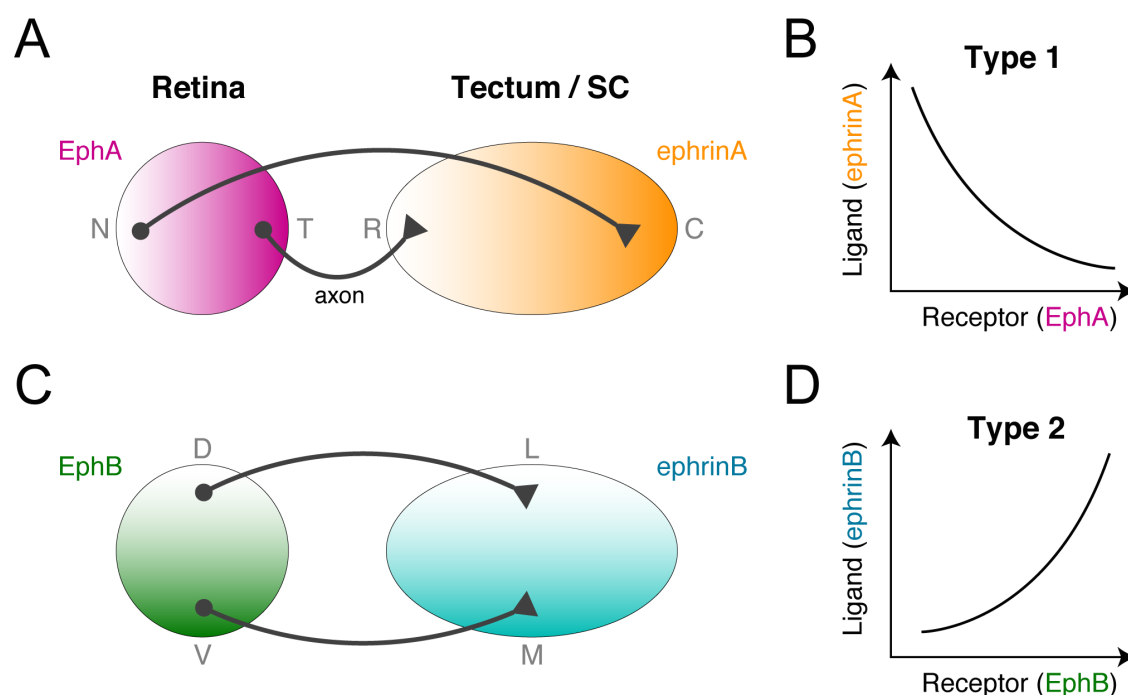 A
Retina
Tectum / SC
EphA
ephrinA
N
T
R
C
axon
B
Type 1
Ligand (ephrinA)
Receptor (EphA)
C
EphB
D
L
ephrinB
V
M
D
Type 2
Ligand (ephrinB)
Receptor (EphB)